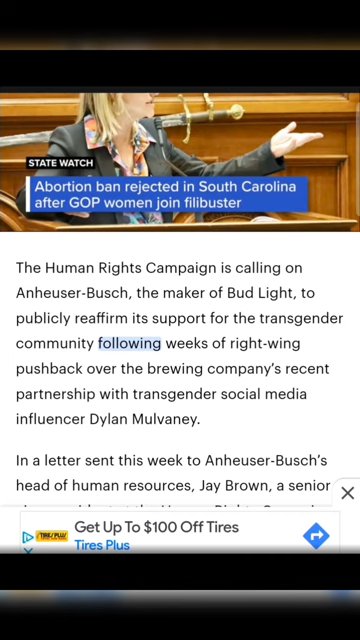 STATE WATCH
Abortion ban rejected in South Carolina
after GOP women join filibuster
The Human Rights Campaign is calling on
Anheuser-Busch, the maker of Bud Light, to
publicly reaffirm its support for the transgender
community following weeks of right-wing
pushback over the brewing company's recent
partnership with transgender social media
influencer Dylan Mulvaney.
In a letter sent this week to Anheuser-Busch's
head of human resources, Jay Brown, a senior
Get Up To $100 Off Tires
TIRES PLUS
Tires Plus